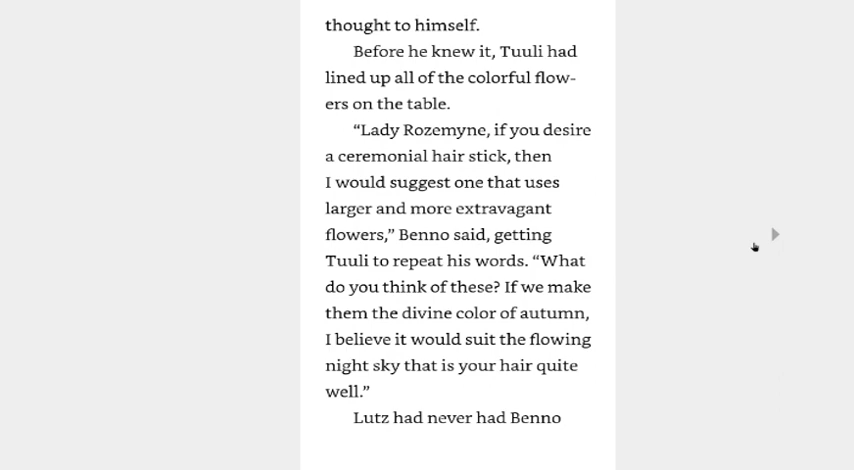 thought to himself.
Before he knew it, Tuuli had
lined up all of the colorful flow-
ers on the table.
“Lady Rozemyne, if you desire
a ceremonial hair stick, then
I would suggest one that uses
larger and more extravagant
flowers,” Benno said, getting
Tuuli to repeat his words. “What
do you think of these? If we make
them the divine color of autumn,
I believe it would suit the flowing
night sky that is your hair quite
well.”
Lutz had never had Benno